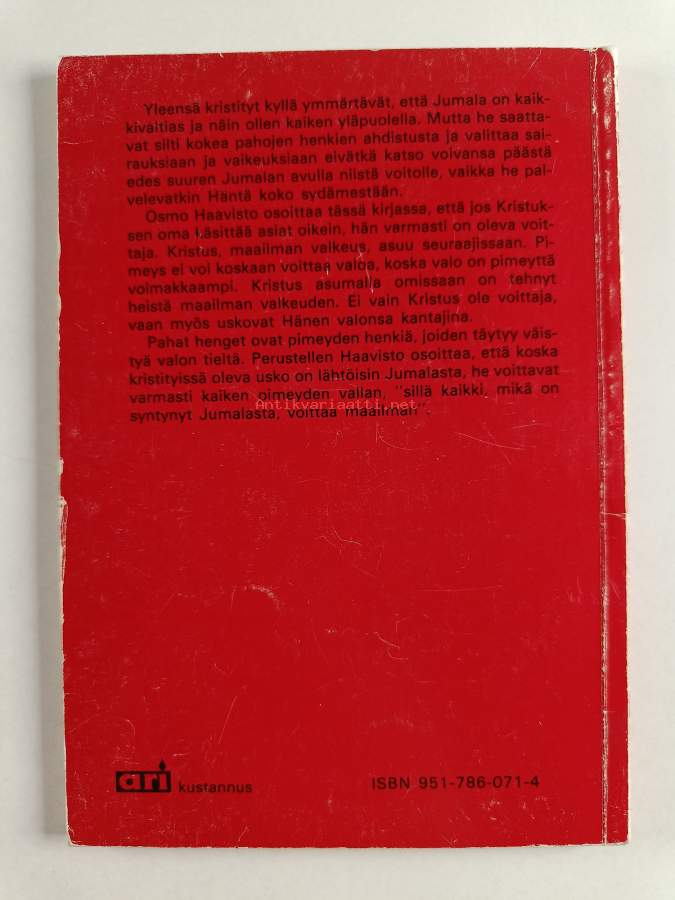 Yleensä kristityt kyllä ymmärtävät, että Jumala on kaik-
kivaltias ja näin ollen kaiken yläpuolella. Mutta he saatta-
vat silti kokea pahojen henkien ahdistusta ja valittaa sai-
rauksiaan ja vaikeuksiaan eivätkä katso voivansa päästä
edes suuren Jumalan avulla niistä voitolle, vaikka he pal-
velevatkin Häntä koko sydämestään.
Osmo Haavisto osoittaa tässä kirjassa, että jos Kristuk-
sen oma käsittää asiat oikein, hän varmasti on oleva voit-
taja. Kristus, maailman valkeus, asuu seuraajissaan. Pi-
meys ei voi koskaan voittaa valoa, koska valo on pimeyttä
voimakkaampi. Kristus asumalla omissaan on tehnyt
heistä maailman valkeuden. Ei vain Kristus ole voittaja,
vaan myös uskovat Hänen valonsa kantajina.
Pahat henget ovat pimeyden henkiä, joiden täytyy väis-
tyä valon tieltä. Perustellen Haavisto osoittaa, että koska
kristityissä oleva usko on lähtöisin Jumalasta, he voittavat
varmasti kaiken pimeyden vallan, "sillä kaikki, mikä on
Antikvariaatti.net
syntynyt Jumalasta, voittaa maailman".
ari kustannus
ISBN 951-786-071-4